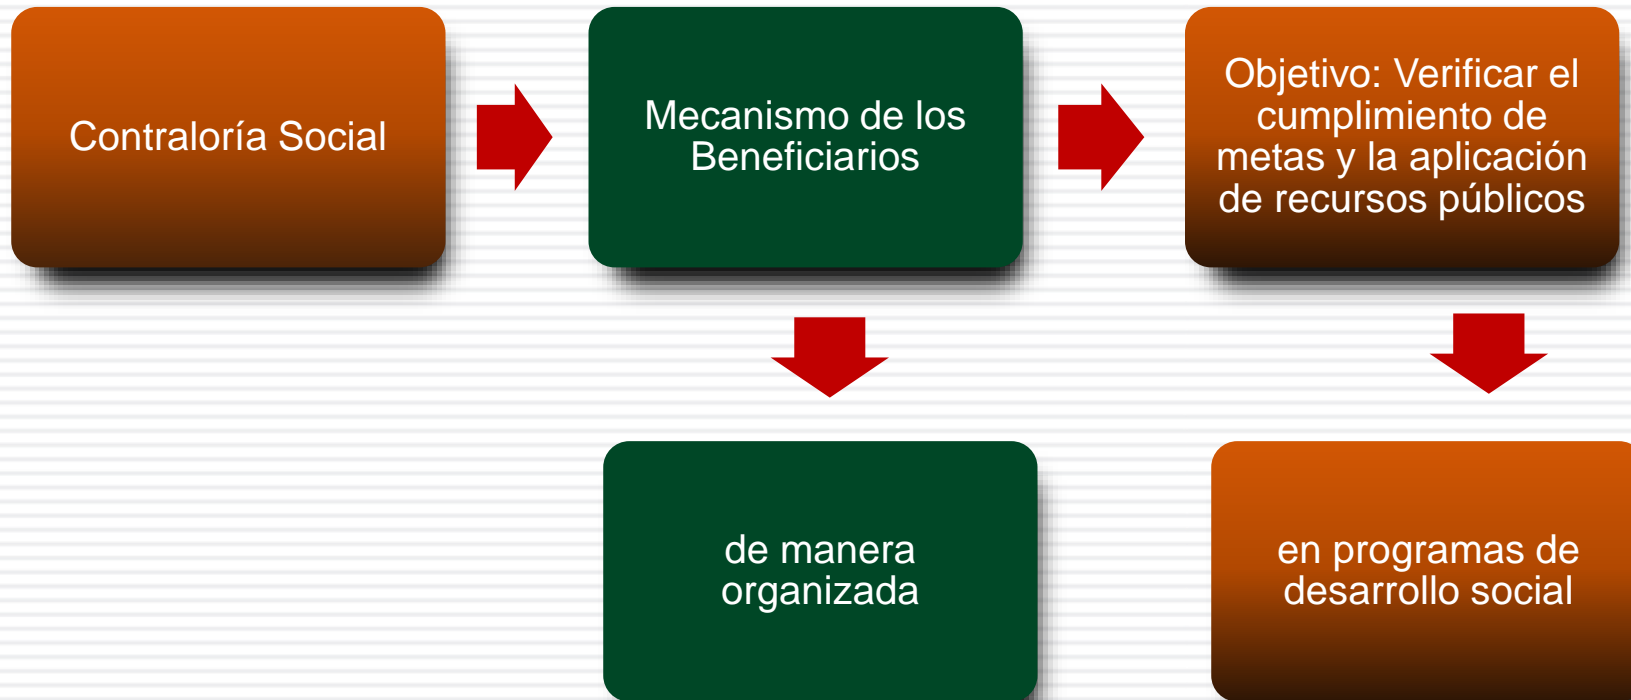 Contraloría Social
Mecanismo de los
Beneficiarios
Objetivo: Verificar el
cumplimiento de
metas y la aplicación
de recursos públicos
de manera
organizada
en programas de
desarrollo social